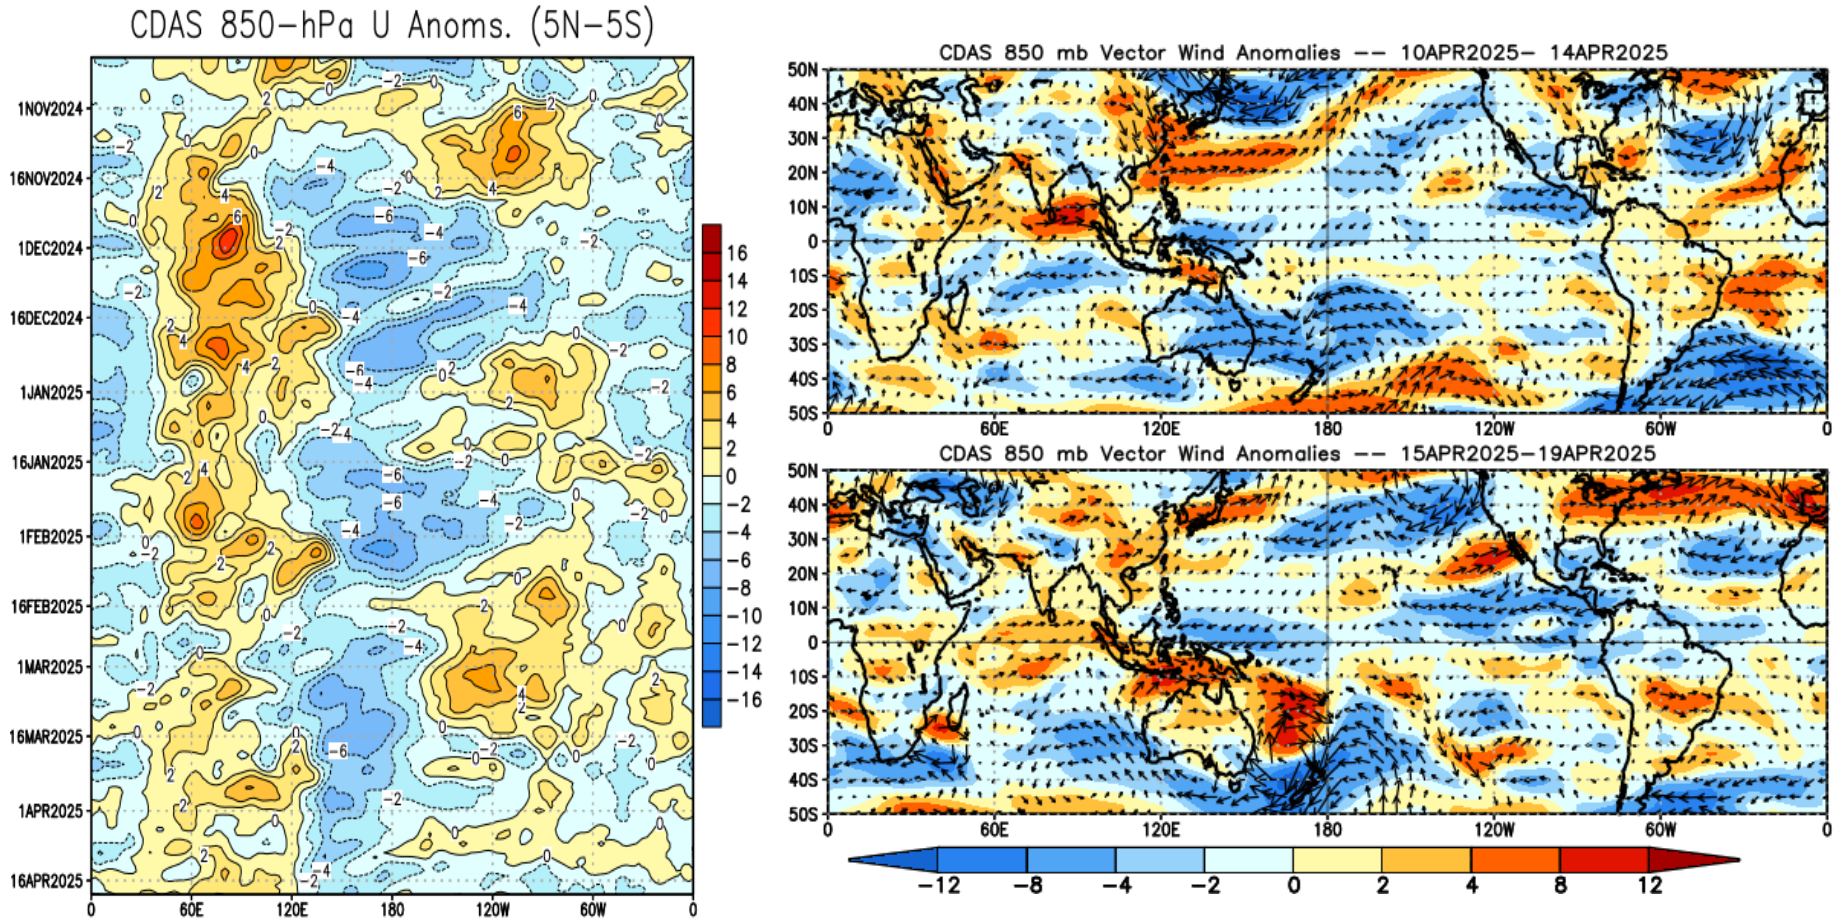 CDAS 850-hPa U Anoms. (5N-5S)
1NOV2024
16NOV2024
1DEC2024
16DEC2024
1JAN2025
16JAN2025
1FEB2025
16FEB2025
1MAR2025
16MAR2025
1APR2025
16APR2025
0 60E 120E 180 120W 60W 0
16
14
12
10
8
6
4
2
0
-2
-4
-6
-8
-10
-12
-14
-16
CDAS 850 mb Vector Wind Anomalies -- 10APR2025- 14APR2025
50N
40N
30N
20N
10N
0
10S
20S
30S
40S
50S
0 60E 120E 180 120W 60W 0
CDAS 850 mb Vector Wind Anomalies -- 15APR2025-19APR2025
50N
40N
30N
20N
10N
0
10S
20S
30S
40S
50S
0 60E 120E 180 120W 60W 0
-12 -8 -4 -2 0 2 4 8 12